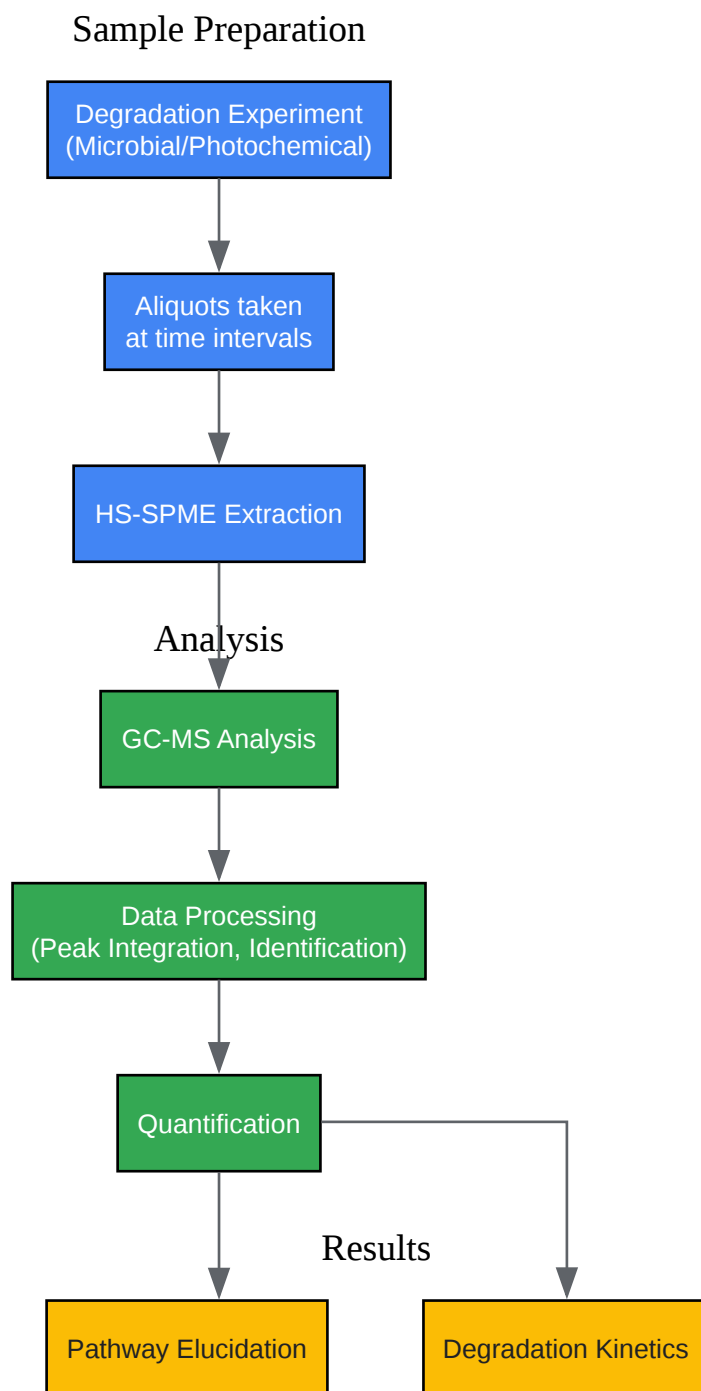 Sample Preparation
Degradation Experiment
(Microbial/Photochemical)
Aliquots taken
at time intervals
HS-SPME Extraction
Analysis
GC-MS Analysis
Data Processing
(Peak Integration, Identification)
Quantification
Results
Pathway Elucidation
Degradation Kinetics